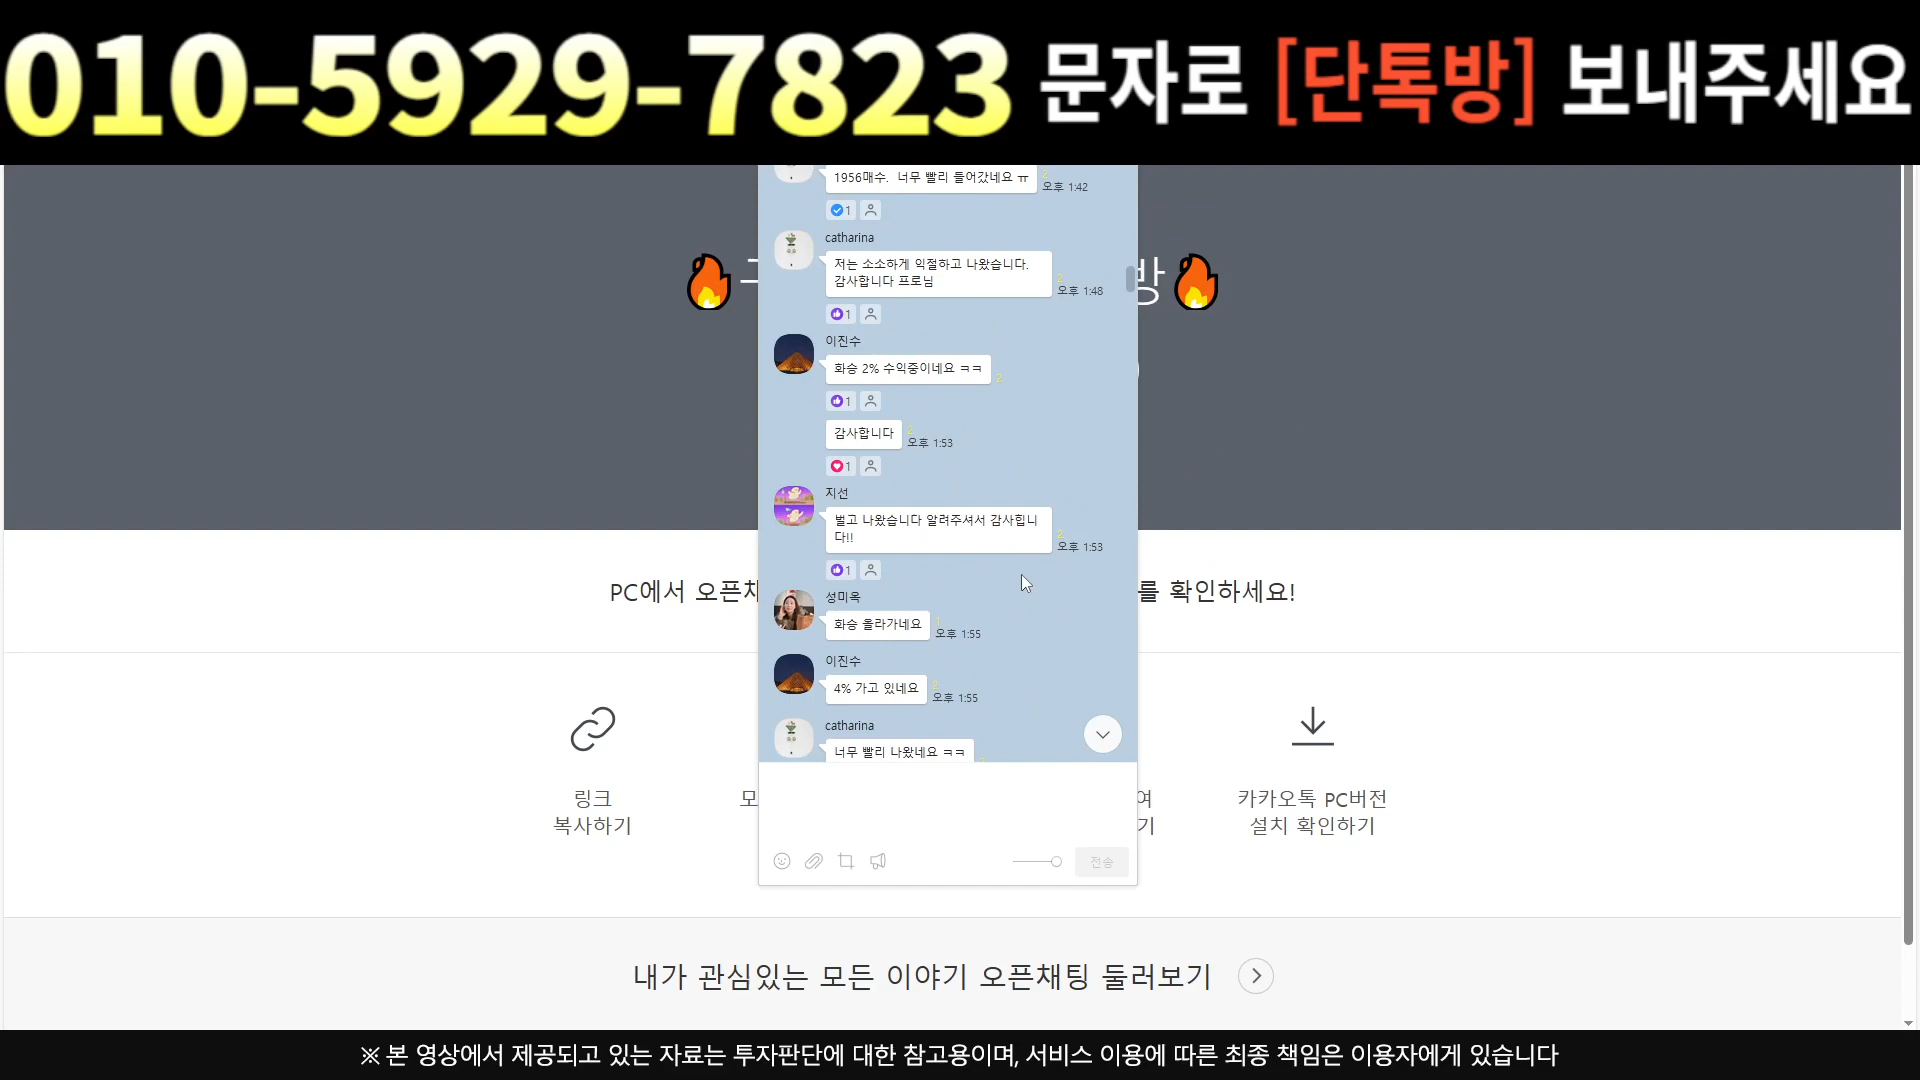 010-5929-7823 문자로 [단톡방] 보내주세요
1956매수. 너무 빨리 들어갔네요 ㅠ
2
오후 1:42
1
catharina
저는 소소하게 익절하고 나왔습니다.
감사합니다 프로님
2
오후 1:48
방
1
이진수
화승 2% 수익중이네요 ㅋㅋ
2
1
감사합니다
2
오후 1:53
1
지선
벌고 나왔습니다 알려주셔서 감사힙니
다!!
2
오후 1:53
1
PC에서 오픈채
를 확인하세요!
성미옥
화승 올라가네요
오후 1:55
이진수
4% 가고 있네요
2
오후 1:55
catharina
너무 빨리 나왔네요 ㅋㅋ
링크
복사하기
모
여
기
카카오톡 PC버전
설치 확인하기
전송
내가 관심있는 모든 이야기 오픈채팅 둘러보기
※ 본 영상에서 제공되고 있는 자료는 투자판단에 대한 참고용이며, 서비스 이용에 따른 최종 책임은 이용자에게 있습니다